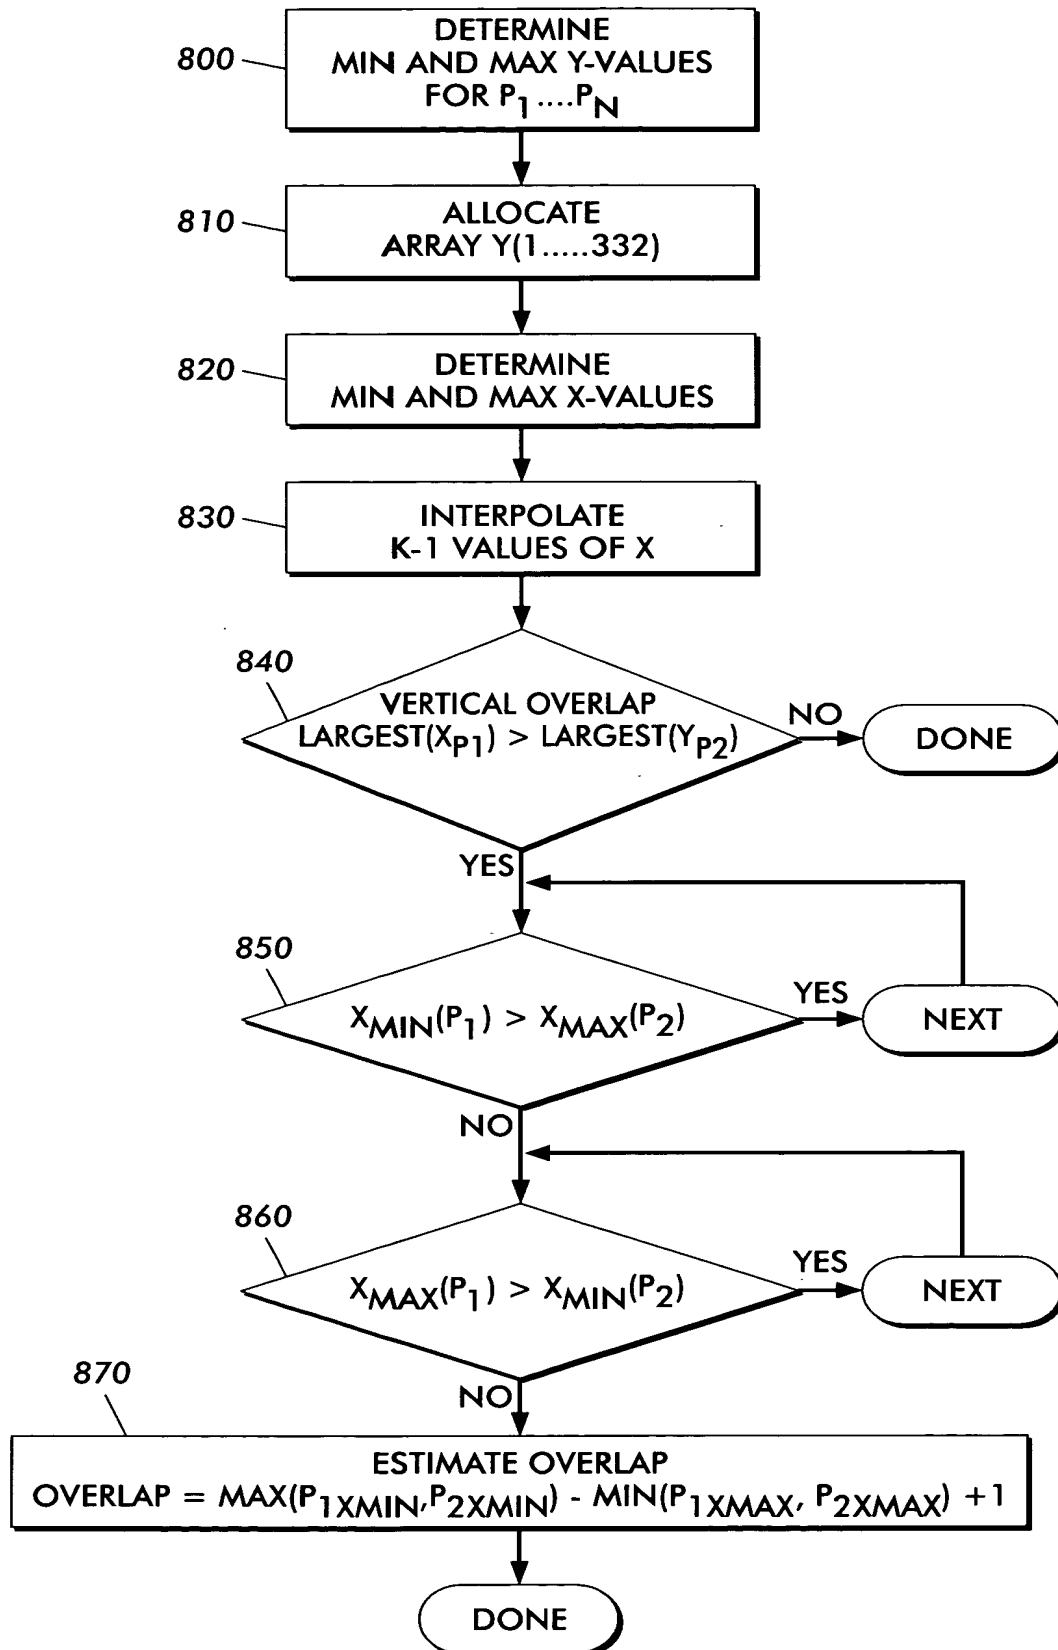 800
DETERMINE
MIN AND MAX Y-VALUES
FOR P1....PN
810
ALLOCATE
ARRAY Y(1.....332)
820
DETERMINE
MIN AND MAX X-VALUES
830
INTERPOLATE
K-1 VALUES OF X
840
VERTICAL OVERLAP
LARGEST(XP1) > LARGEST(YP2)
NO
DONE
YES
850
XMIN(P1) > XMAX(P2)
YES
NEXT
NO
860
XMAX(P1) > XMIN(P2)
YES
NEXT
NO
870
ESTIMATE OVERLAP
OVERLAP = MAX(P1XMIN,P2XMIN) - MIN(P1XMAX, P2XMAX) +1
DONE